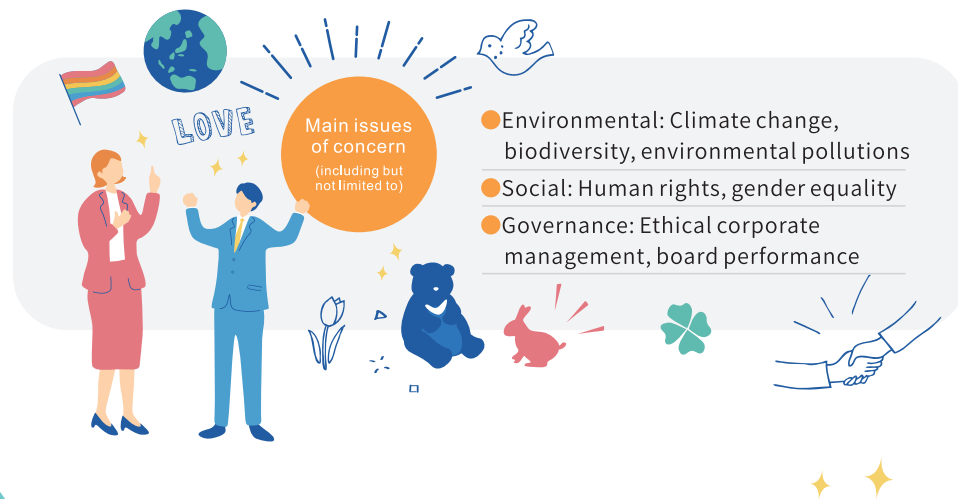 LOVE
Main issues
of concern
(including but
not limited to)
Environmental: Climate change,
biodiversity, environmental pollutions
Social: Human rights, gender equality
Governance: Ethical corporate
management, board performance